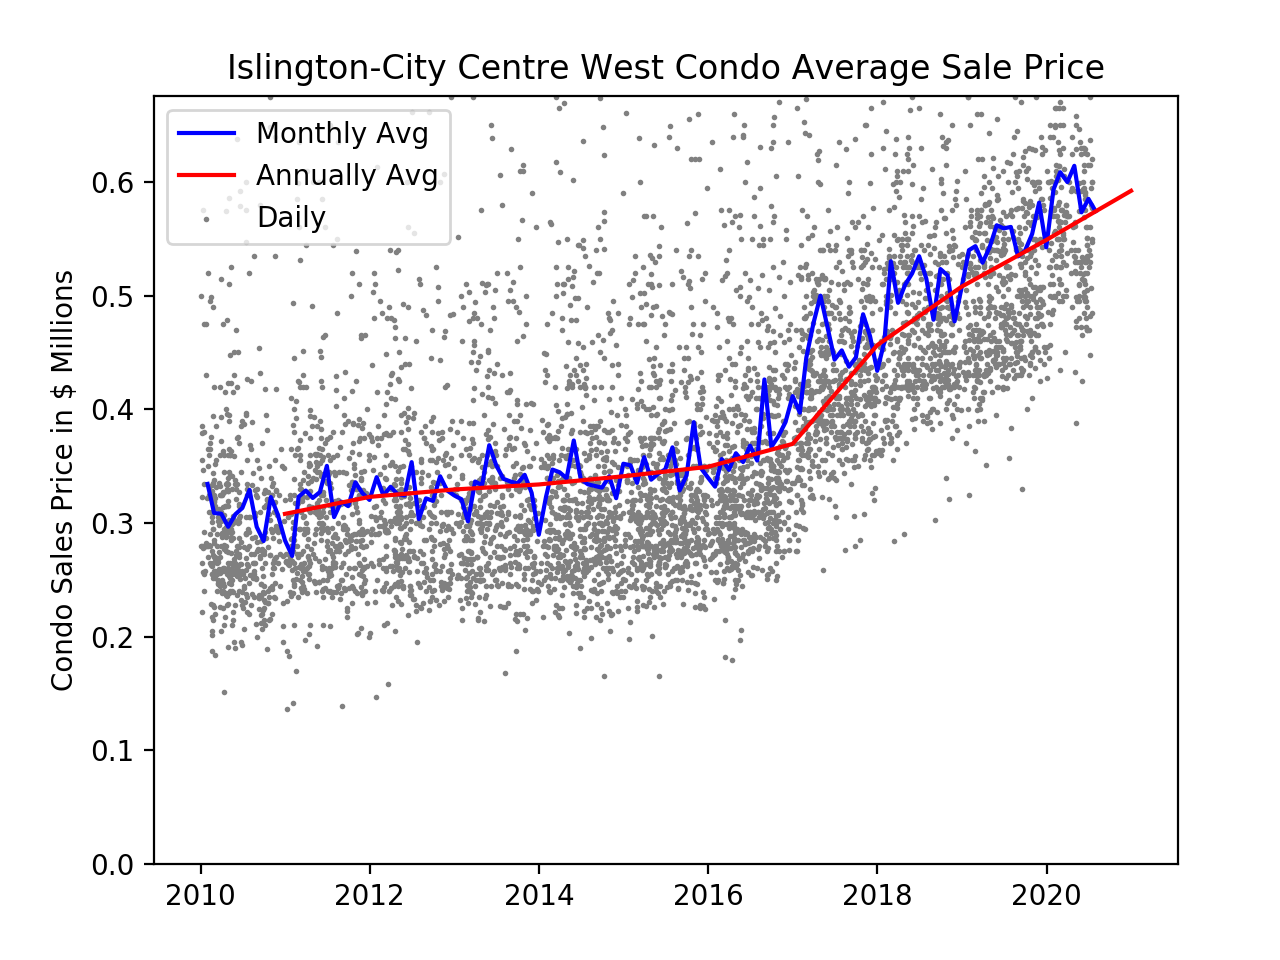 Islington-City Centre West Condo Average Sale Price
Monthly Avg
Annually Avg
Daily
Condo Sales Price in $ Millions
0.6
0.5
0.4
0.3
0.2
0.1
0.0
2010 2012 2014 2016 2018 2020